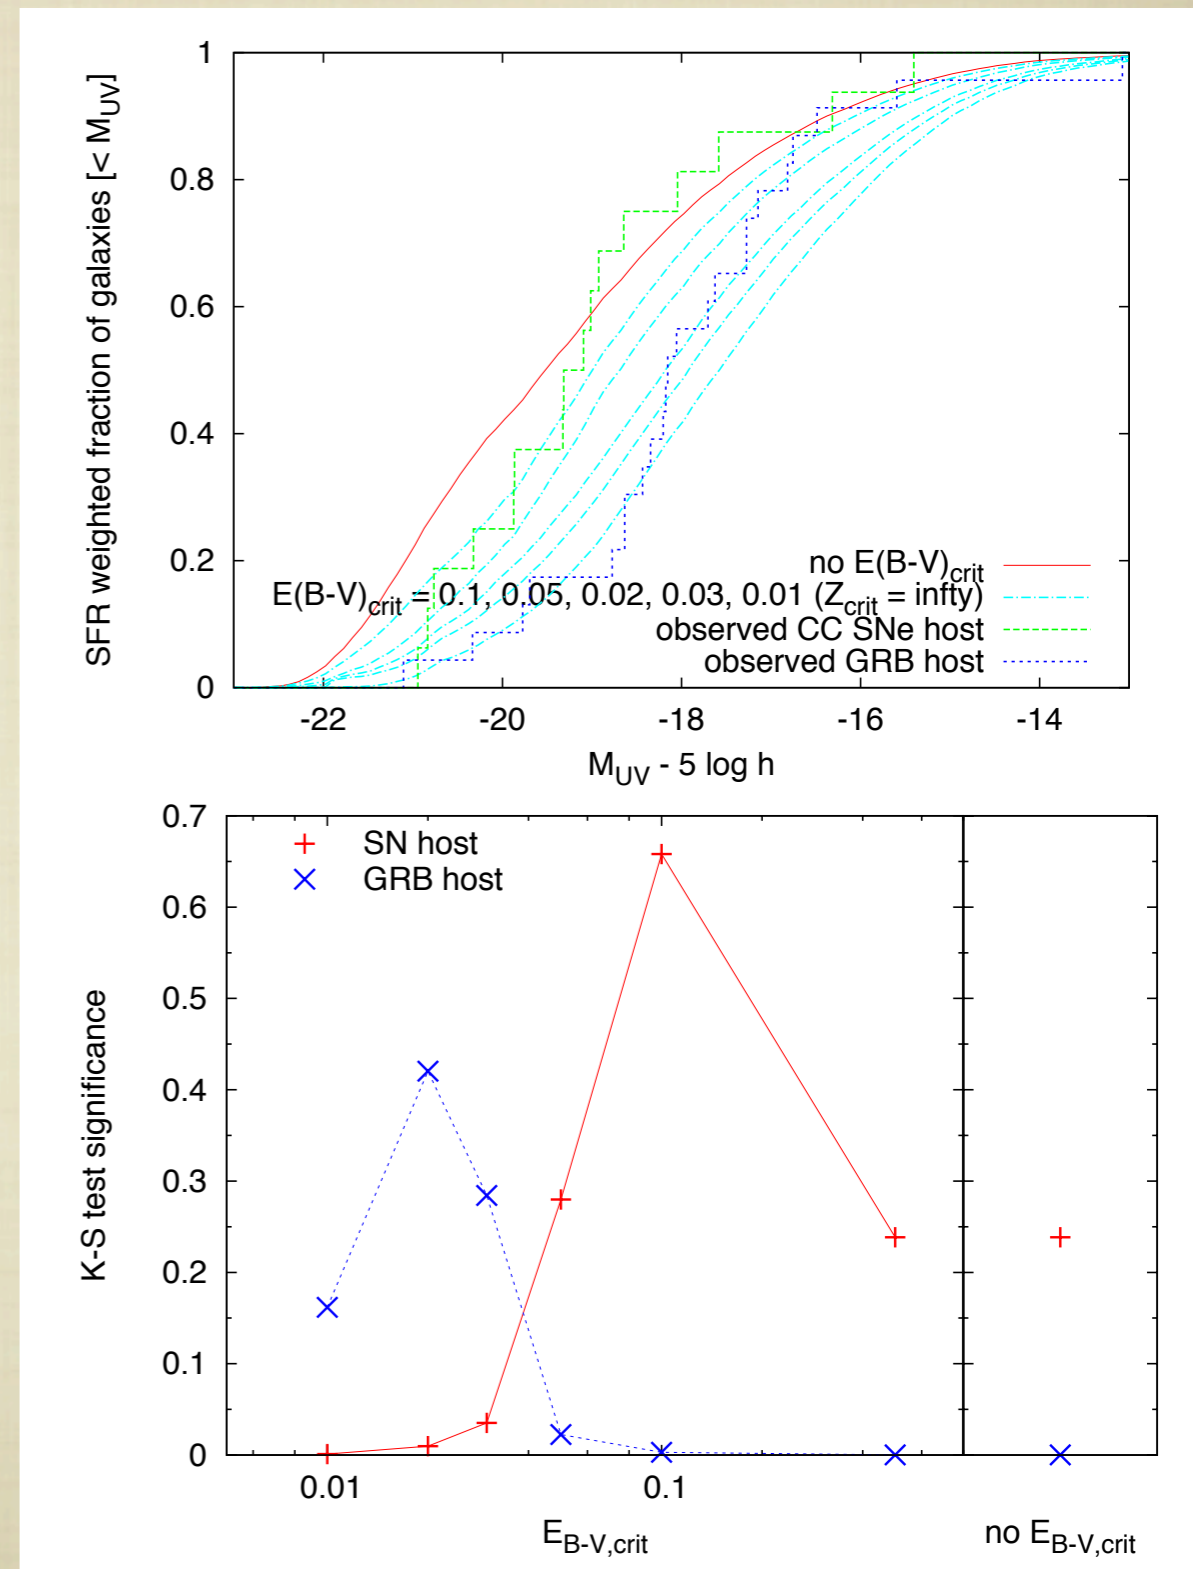 1
0.8
0.6
0.4
0.2
0
SFR weighted fraction of galaxies [< M_UV]
no E(B-V)_crit
E(B-V)_crit = 0.1, 0.05, 0.02, 0.03, 0.01 (Z_crit = infty)
observed CC SNe host
observed GRB host
-22 -20 -18 -16 -14
M_UV - 5 log h
0.7
0.6
0.5
0.4
0.3
0.2
0.1
0
K-S test significance
SN host
GRB host
0.01 0.1
E_B-V,crit no E_B-V,crit